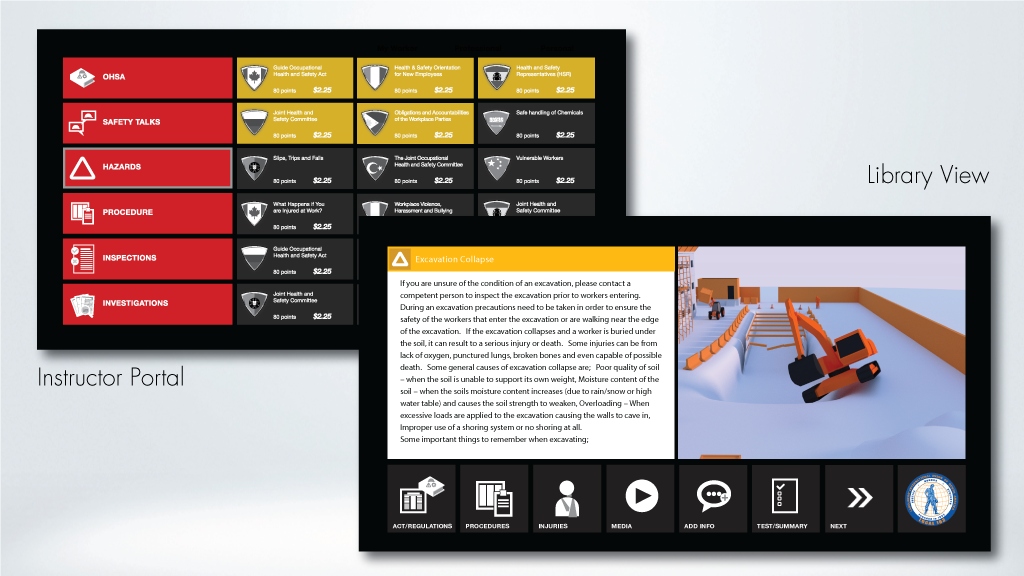 OHSA
Guide Occupational
Health and Safety Act
80 points $2.25
Health & Safety Orientation
for New Employees
80 points $2.25
Health and Safety
Representatives (HSR)
80 points $2.25
SAFETY TALKS
Joint Health and
Safety Committee
80 points $2.25
Obligations and Accountabilities
of the Workplace Parties
80 points $2.25
Safe handling of Chemicals
80 points $2.25
HAZARDS
Slips, Trips and Falls
80 points $2.25
The Joint Occupational
Health and Safety Committee
80 points $2.25
Vulnerable Workers
80 points $2.25
PROCEDURE
What Happens if You
are Injured at Work?
80 points $2.25
Workplace Violence,
Harassment and Bullying
Joint Health and
Safety Committee
INSPECTIONS
Guide Occupational
Health and Safety Act
80 points $2.25
INVESTIGATIONS
Joint Health and
Safety Committee
80 points $2.25
Instructor Portal
Library View
Excavation Collapse
If you are unsure of the condition of an excavation, please contact a
competent person to inspect the excavation prior to workers entering.
During an excavation precautions need to be taken in order to ensure the
safety of the workers that enter the excavation or are walking near the edge
of the excavation. If the excavation collapses and a worker is buried under
the soil, it can result to a serious injury or death. Some injuries can be from
lack of oxygen, punctured lungs, broken bones and even capable of possible
death. Some general causes of excavation collapse are; Poor quality of soil
– when the soil is unable to support its own weight, Moisture content of the
soil – when the soils moisture content increases (due to rain/snow or high
water table) and causes the soil strength to weaken, Overloading – When
excessive loads are applied to the excavation causing the walls to cave in,
Improper use of a shoring system or no shoring at all.
Some important things to remember when excavating;
ACT/REGULATIONS
PROCEDURES
INJURIES
MEDIA
ADD INFO
TEST/SUMMARY
NEXT